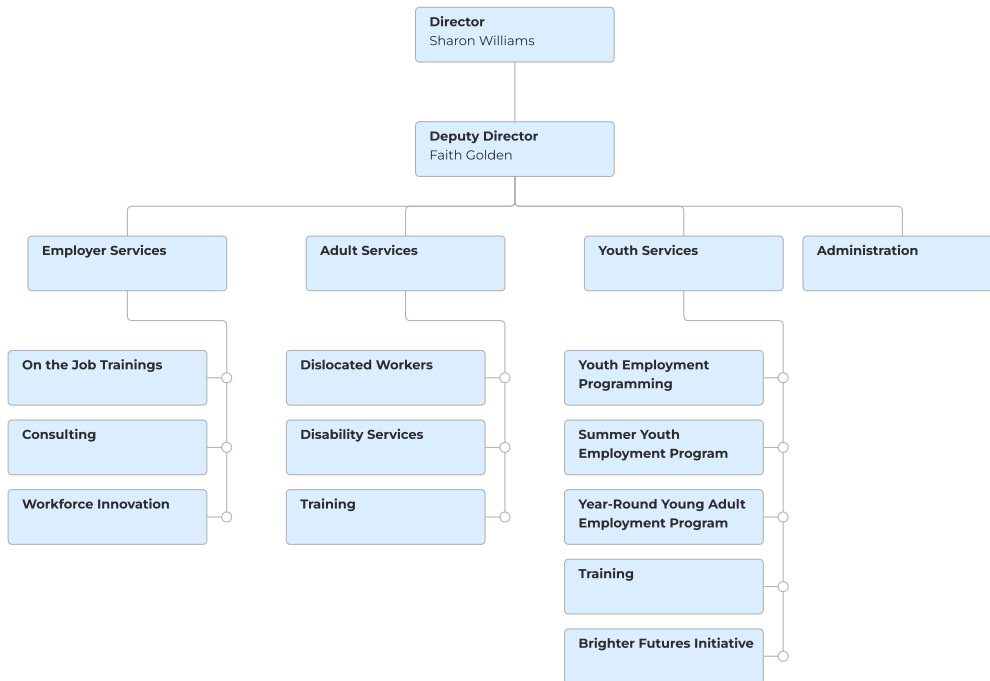 Director
Sharon Williams
Deputy Director
Faith Golden
Employer Services
Adult Services
Youth Services
Administration
On the Job Trainings
Consulting
Workforce Innovation
Dislocated Workers
Disability Services
Training
Youth Employment
Programming
Summer Youth
Employment Program
Year-Round Young Adult
Employment Program
Training
Brighter Futures Initiative